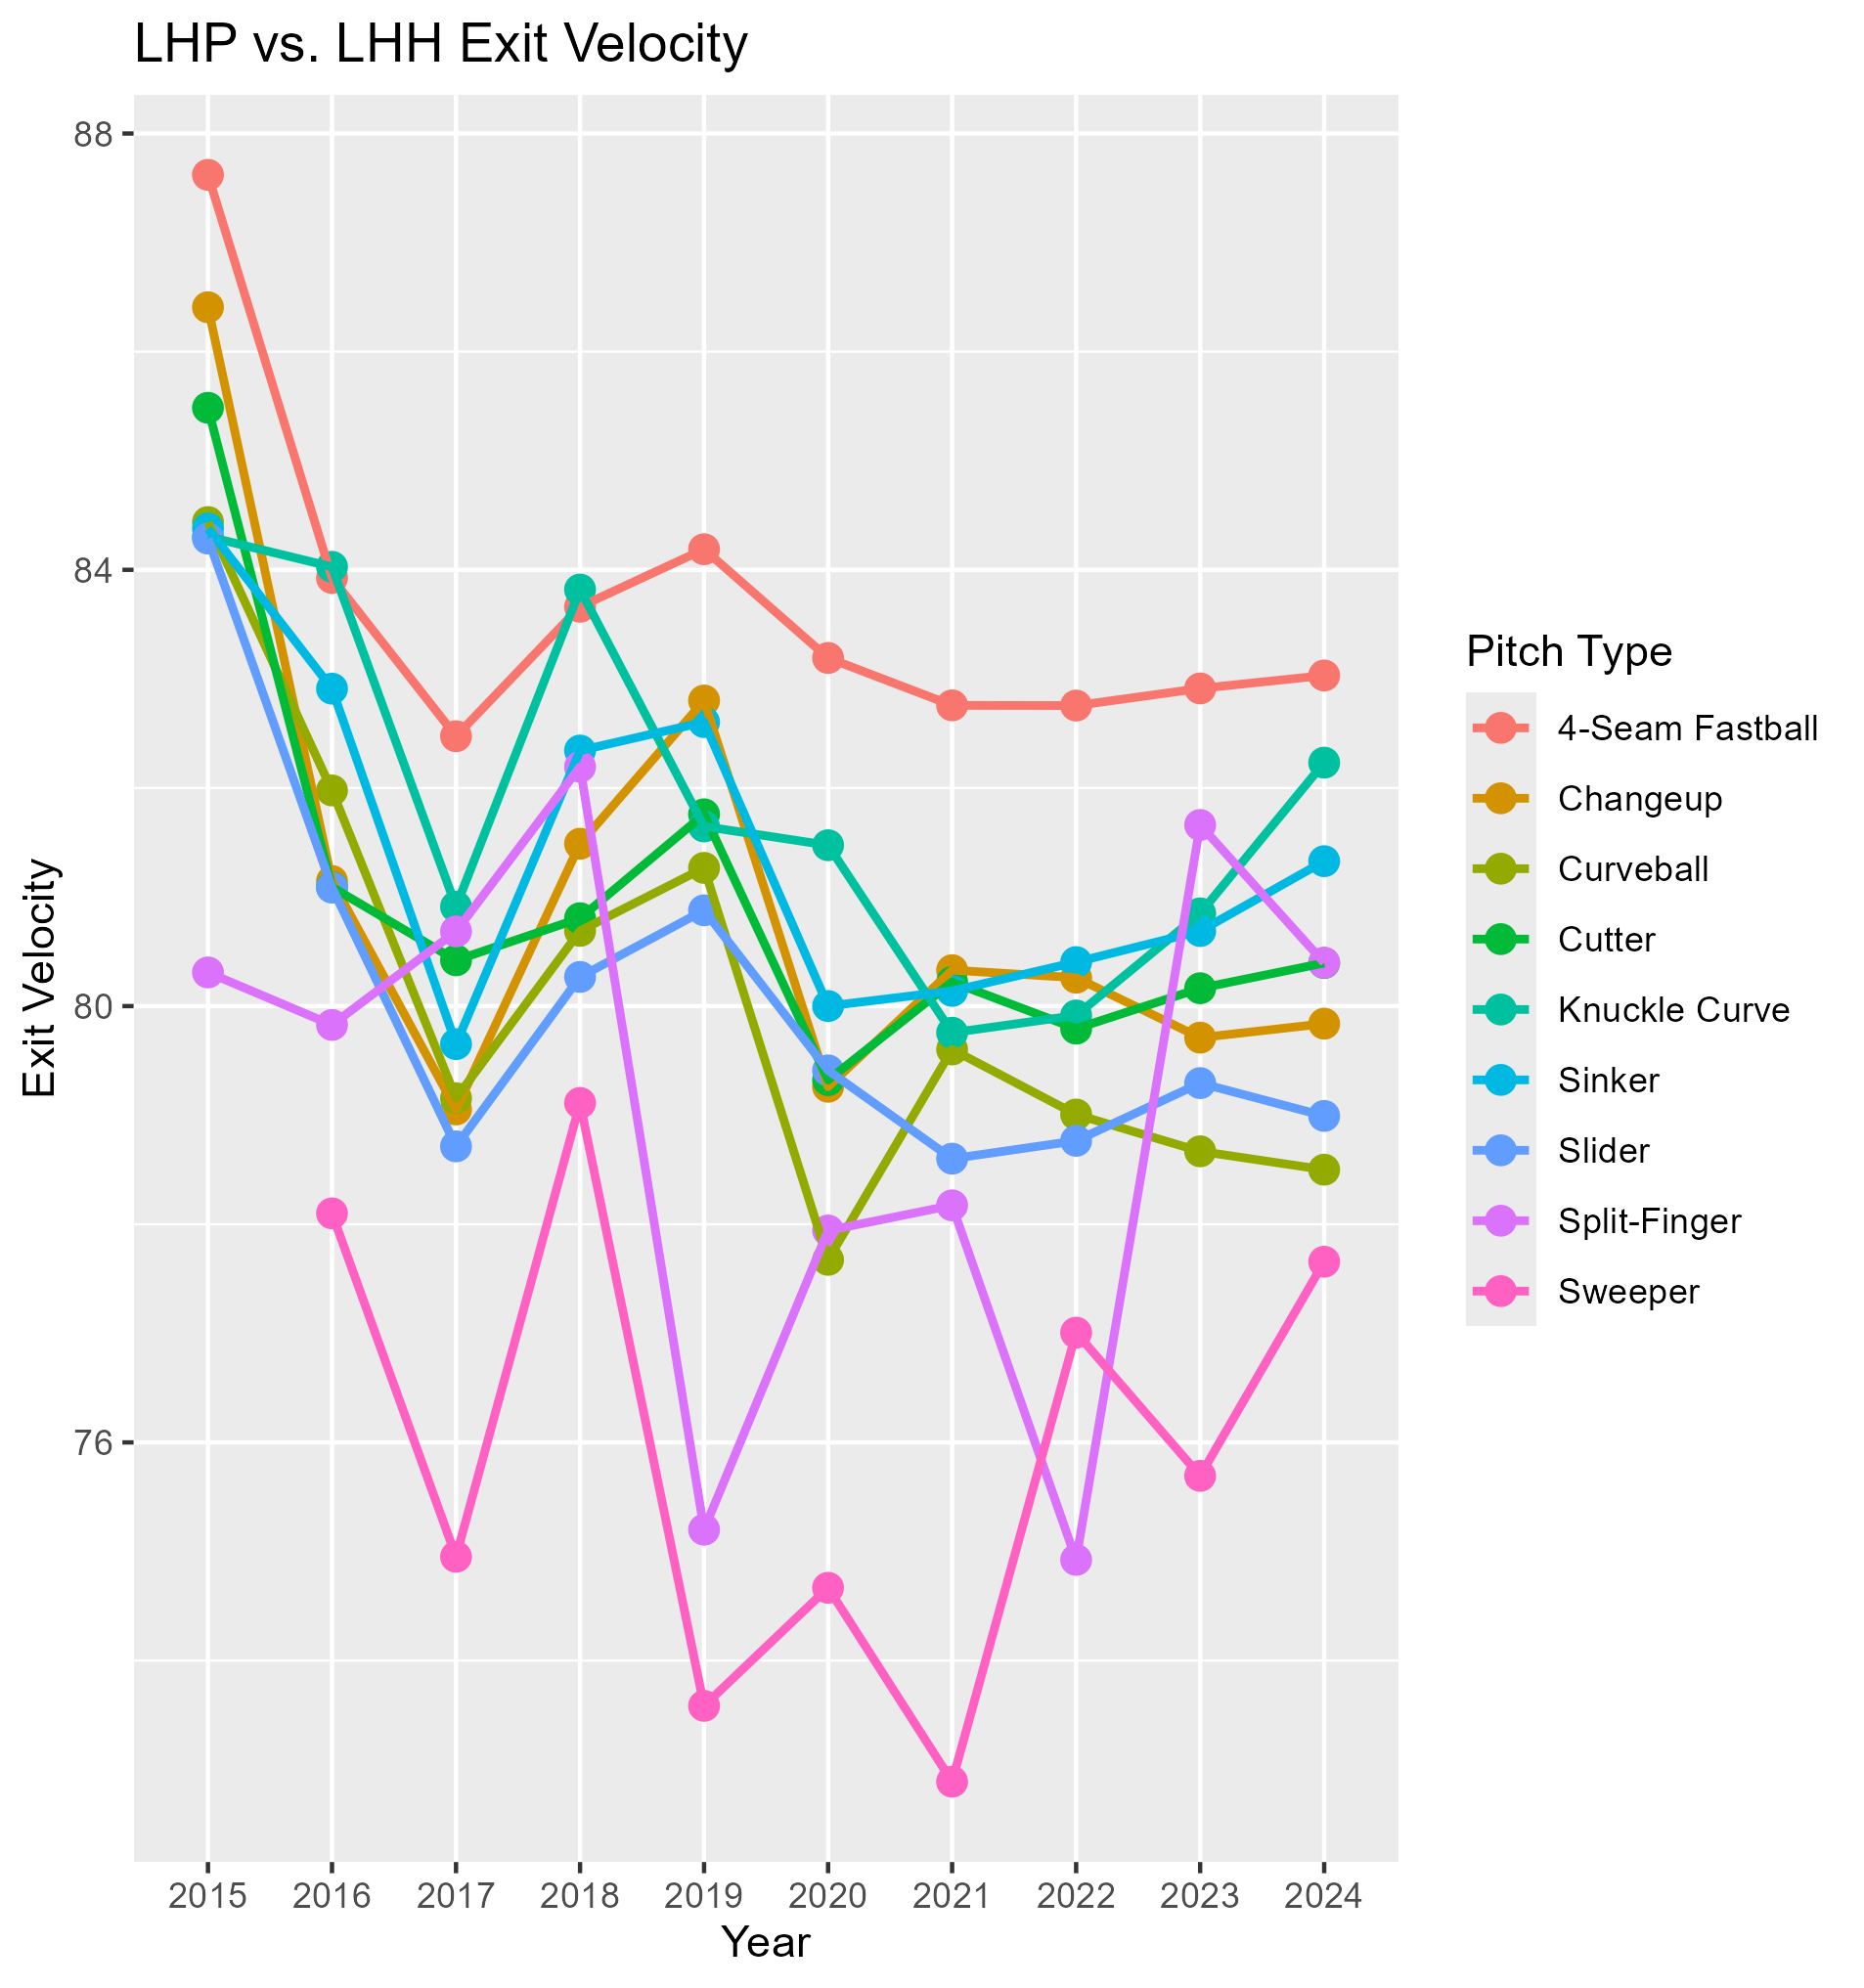 LHP vs. LHH Exit Velocity
88
84
80
76
Exit Velocity
2015 2016 2017 2018 2019 2020 2021 2022 2023 2024
Year
Pitch Type
4-Seam Fastball
Changeup
Curveball
Cutter
Knuckle Curve
Sinker
Slider
Split-Finger
Sweeper